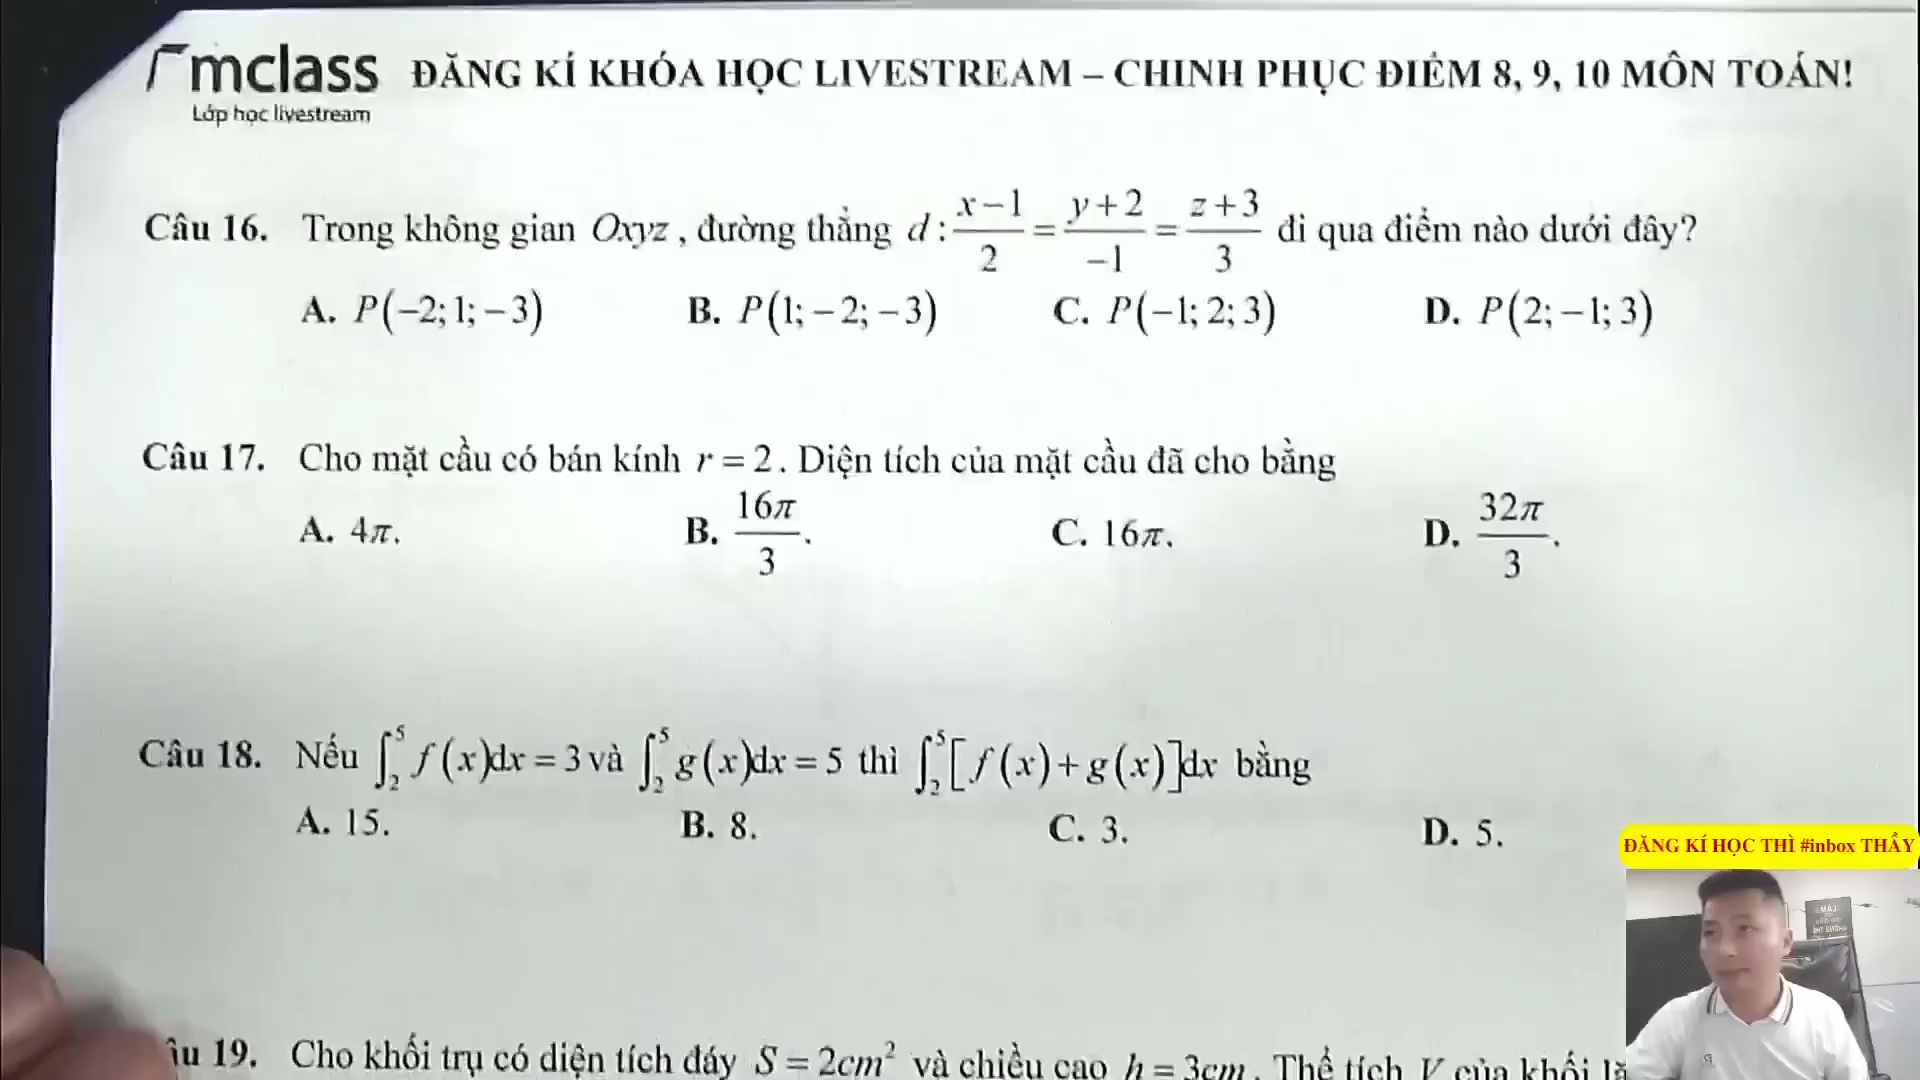 mclass
Lớp học livestream
ĐĂNG KÍ KHÓA HỌC LIVESTREAM – CHINH PHỤC ĐIỂM 8, 9, 10 MÔN TOÁN!
Câu 16. Trong không gian Oxyz , đường thẳng d : (x−1)/2 = (y+2)/−1 = (z+3)/3 đi qua điểm nào dưới đây?
A. P(−2;1;−3) B. P(1;−2;−3) C. P(−1;2;3) D. P(2;−1;3)
Câu 17. Cho mặt cầu có bán kính r = 2. Diện tích của mặt cầu đã cho bằng
A. 4π. B. 16π/3. C. 16π. D. 32π/3.
Câu 18. Nếu ∫₂⁵ f(x)dx = 3 và ∫₂⁵ g(x)dx = 5 thì ∫₂⁵ [f(x)+g(x)]dx bằng
A. 15. B. 8. C. 3. D. 5.
ĐĂNG KÍ HỌC THÌ #inbox THẦY
19. Cho khối trụ có diện tích đáy S = 2cm² và chiều cao h = 3cm. Thể tích V của khối